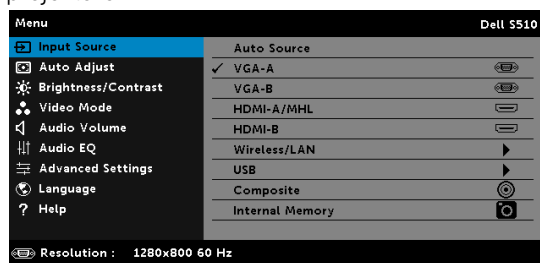 Menu Dell S510
Input Source Auto Source
Auto Adjust ✓ VGA-A
Brightness/Contrast VGA-B
Video Mode HDMI-A/MHL
Audio Volume HDMI-B
Audio EQ Wireless/LAN
Advanced Settings USB
Language Composite
? Help Internal Memory
Resolution : 1280x800 60 Hz